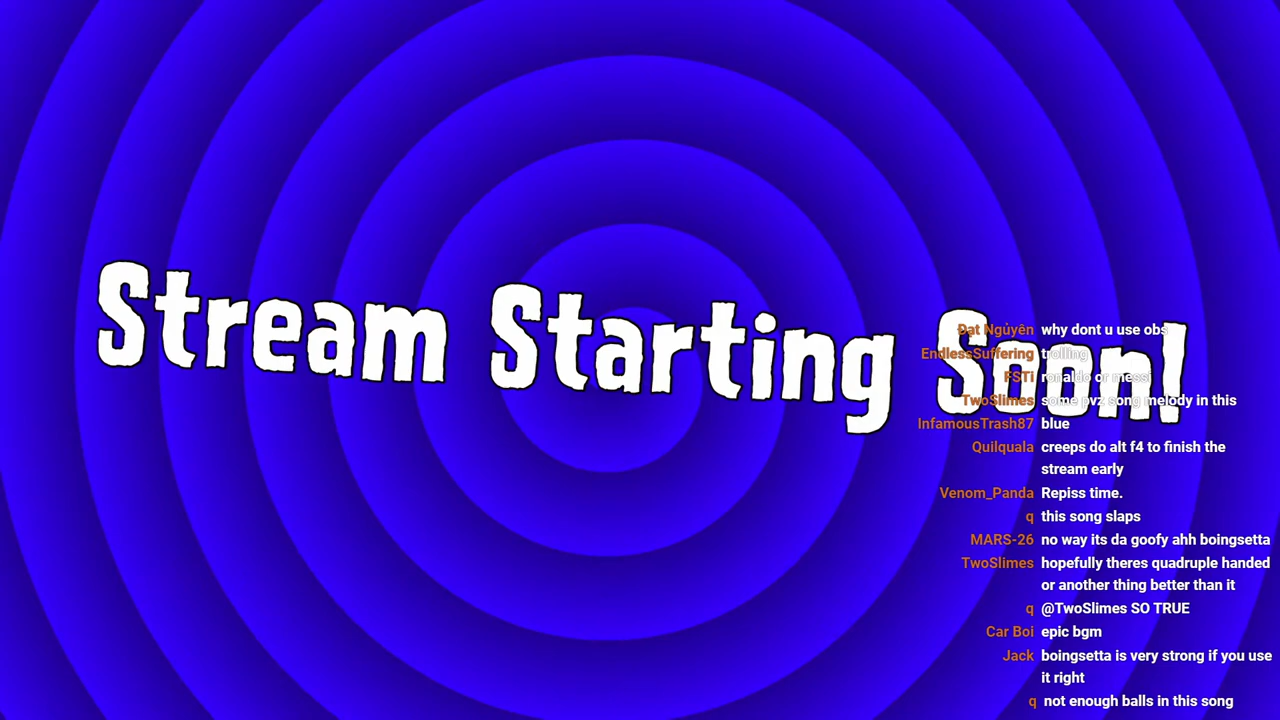 Stream Starting Soon!
Đạt Nguyên why dont u use obs
EndlessSuffering trolling
FSTi ronaldo or messi
TwoSlimes some pvz song melody in this
InfamousTrash87 blue
Quilquala creeps do alt f4 to finish the
stream early
Venom_Panda Repiss time.
q this song slaps
MARS-26 no way its da goofy ahh boingsetta
TwoSlimes hopefully theres quadruple handed
or another thing better than it
q @TwoSlimes SO TRUE
Car Boi epic bgm
Jack boingsetta is very strong if you use
it right
q not enough balls in this song